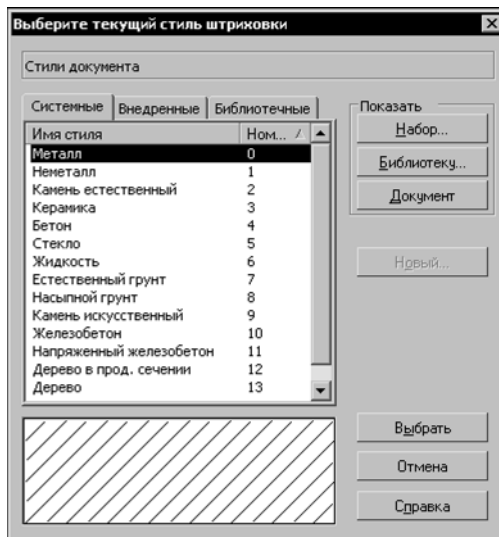 Выберите текущий стиль штриховки
Стили документа
Системные Внедренные Библиотечные
Имя стиля Ном...
Металл 0
Неметалл 1
Камень естественный 2
Керамика 3
Бетон 4
Стекло 5
Жидкость 6
Естественный грунт 7
Насыпной грунт 8
Камень искусственный 9
Железобетон 10
Напряженный железобетон 11
Дерево в прод. сечении 12
Дерево 13
Показать
Набор...
Библиотеку...
Документ
Новый...
Выбрать
Отмена
Справка